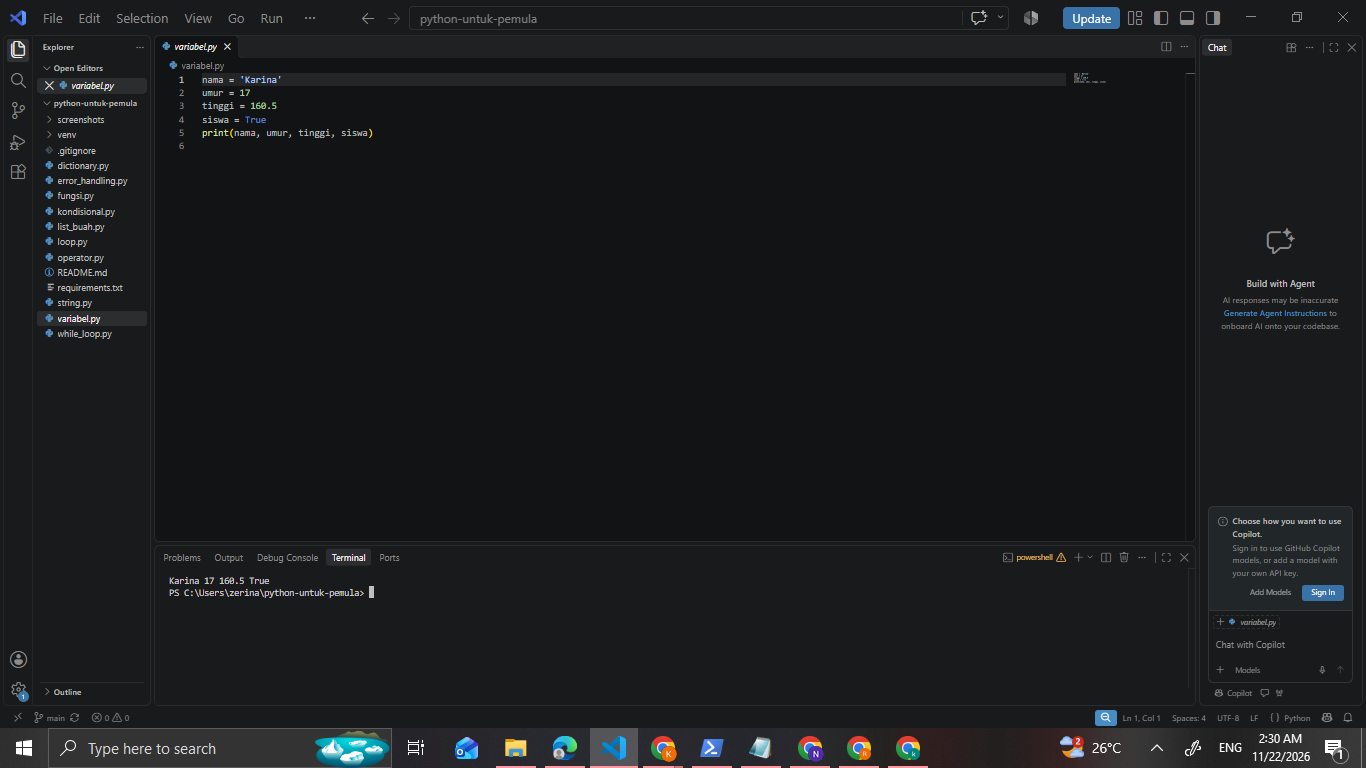 File Edit Selection View Go Run ··· python-untuk-pemula Update
Explorer ···
Open Editors
variabel.py
python-untuk-pemula
screenshots
venv
.gitignore
dictionary.py
error_handling.py
fungsi.py
kondisional.py
list_buah.py
loop.py
operator.py
README.md
requirements.txt
string.py
variabel.py
while_loop.py
Outline
variabel.py
variabel.py
1 nama = 'Karina'
2 umur = 17
3 tinggi = 160.5
4 siswa = True
5 print(nama, umur, tinggi, siswa)
6
Problems Output Debug Console Terminal Ports powershell
Karina 17 160.5 True
PS C:\Users\zerina\python-untuk-pemula>
Chat
Build with Agent
AI responses may be inaccurate
Generate Agent Instructions to
onboard AI onto your codebase.
Choose how you want to use
Copilot.
Sign in to use GitHub Copilot
models, or add a model with
your own API key.
Add Models Sign In
variabel.py
Chat with Copilot
Models
Copilot
1
main 0 0 Ln 1, Col 1 Spaces: 4 UTF-8 LF { } Python
Type here to search K N R k 2 26°C ENG 2:30 AM
11/22/2026 1